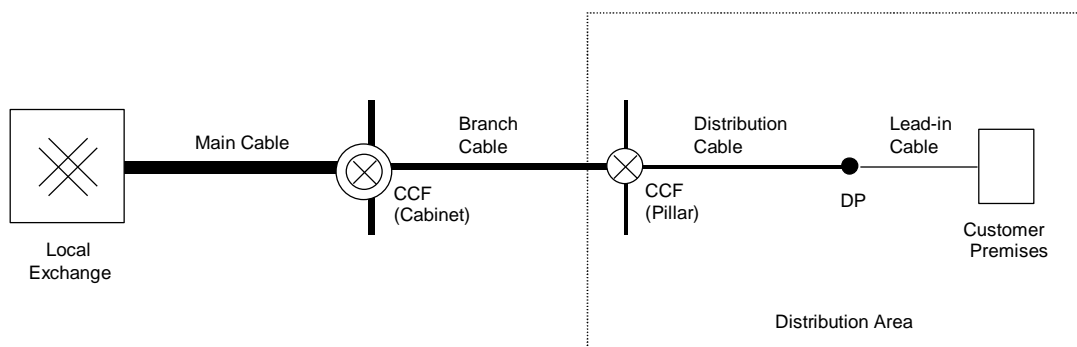 Main Cable
Branch
Cable
Distribution
Cable
Lead-in
Cable
CCF
(Cabinet)
CCF
(Pillar)
DP
Local
Exchange
Customer
Premises
Distribution Area